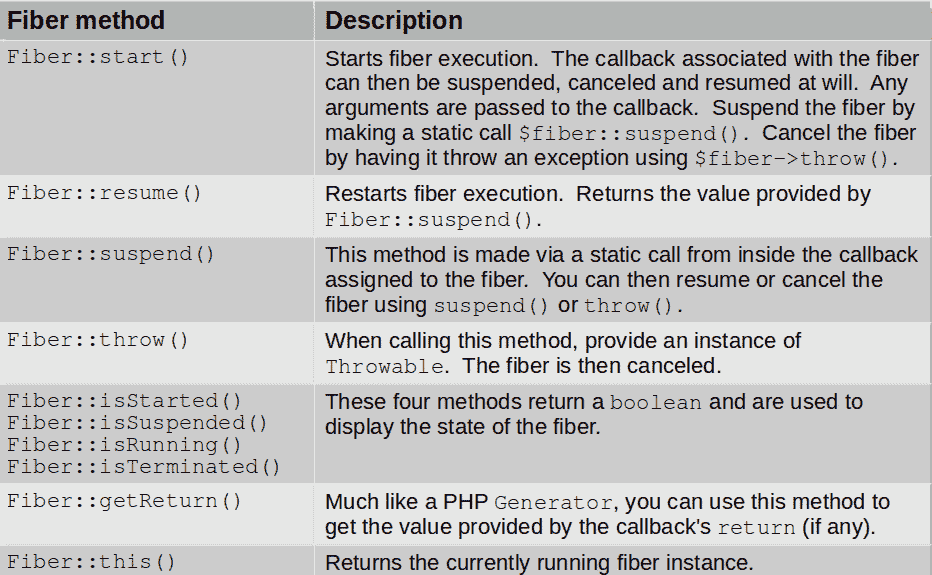 Fiber method Description
Fiber::start() Starts fiber execution. The callback associated with the fiber
can then be suspended, canceled and resumed at will. Any
arguments are passed to the callback. Suspend the fiber by
making a static call $fiber::suspend(). Cancel the fiber
by having it throw an exception using $fiber->throw().
Fiber::resume() Restarts fiber execution. Returns the value provided by
Fiber::suspend().
Fiber::suspend() This method is made via a static call from inside the callback
assigned to the fiber. You can then resume or cancel the
fiber using suspend() or throw().
Fiber::throw() When calling this method, provide an instance of
Throwable. The fiber is then canceled.
Fiber::isStarted()
Fiber::isSuspended()
Fiber::isRunning()
Fiber::isTerminated()
These four methods return a boolean and are used to
display the state of the fiber.
Fiber::getReturn() Much like a PHP Generator, you can use this method to
get the value provided by the callback's return (if any).
Fiber::this() Returns the currently running fiber instance.